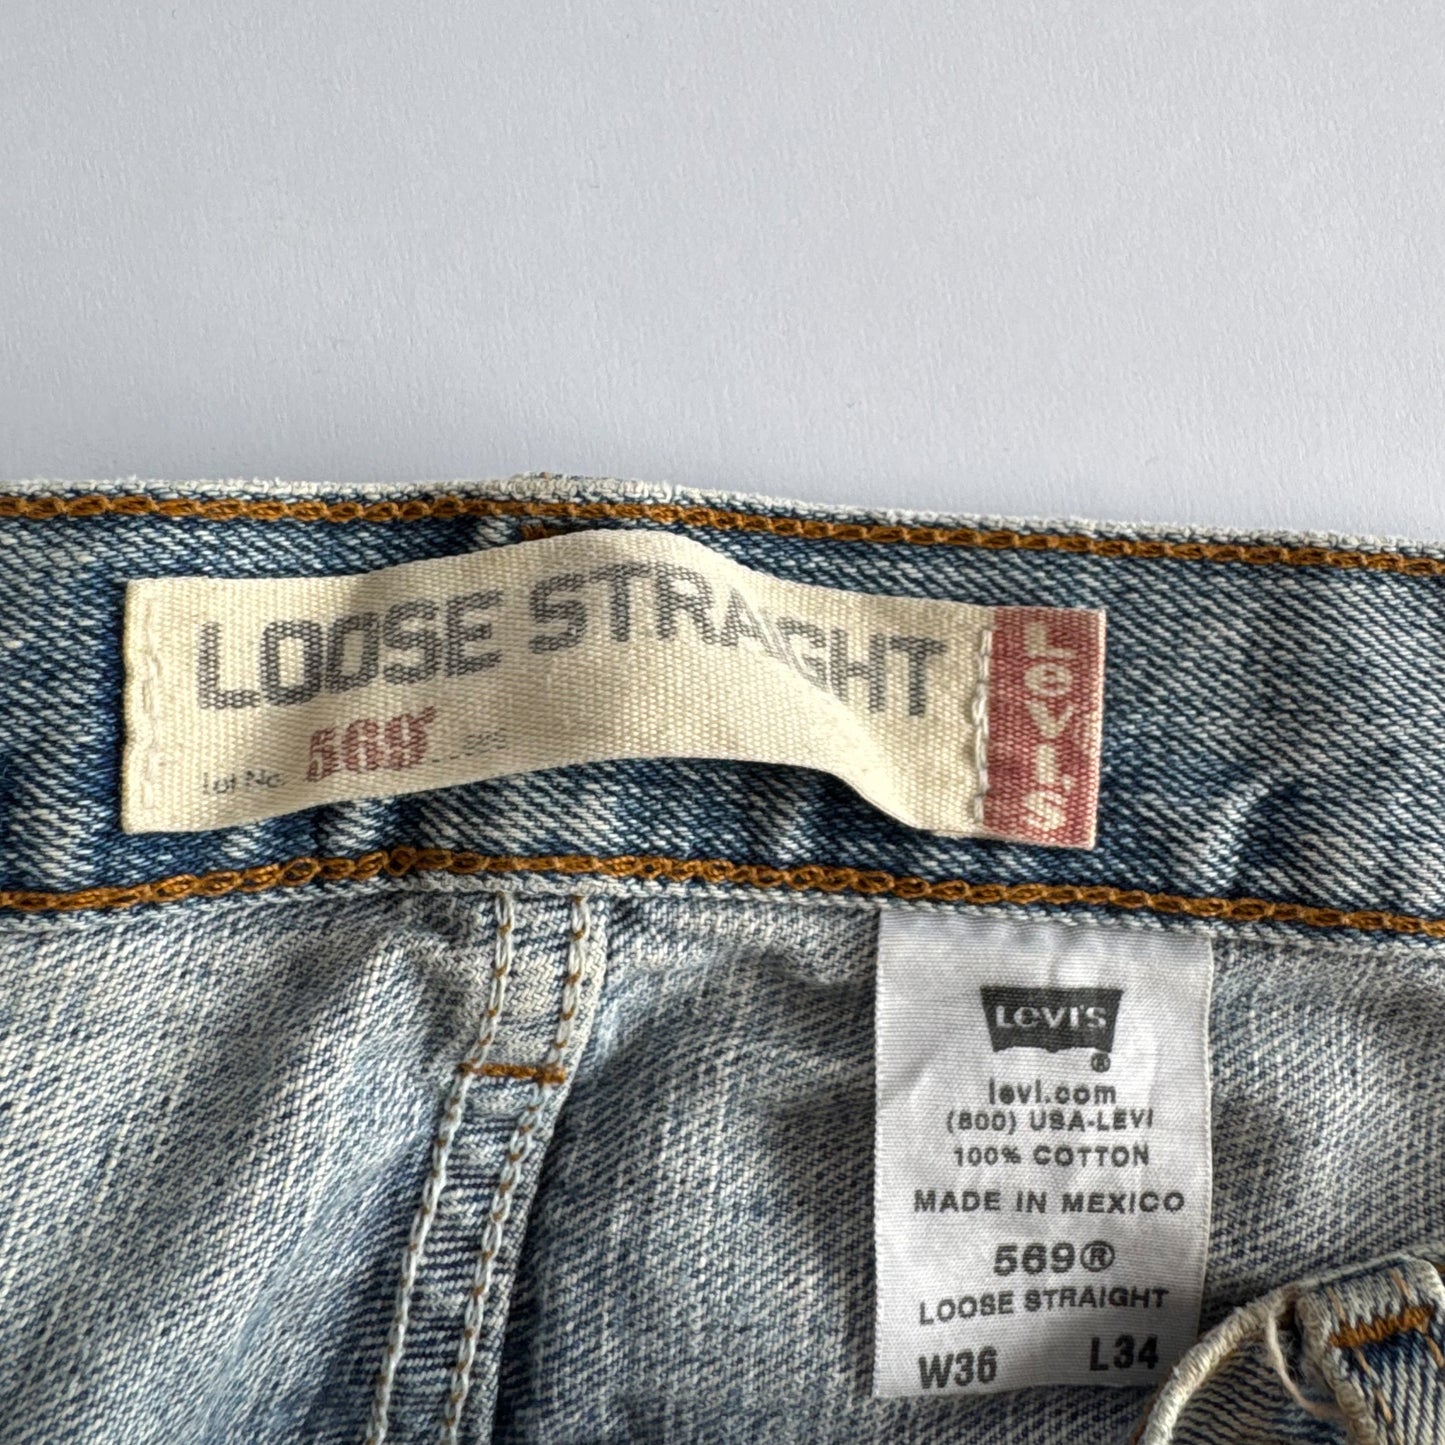 LOOSE STRAIGHT
Lot No. 569
LEVI'S
LEVI'S
®
levi.com
(800) USA-LEVI
100% COTTON
MADE IN MEXICO
569®
LOOSE STRAIGHT
W36 L34